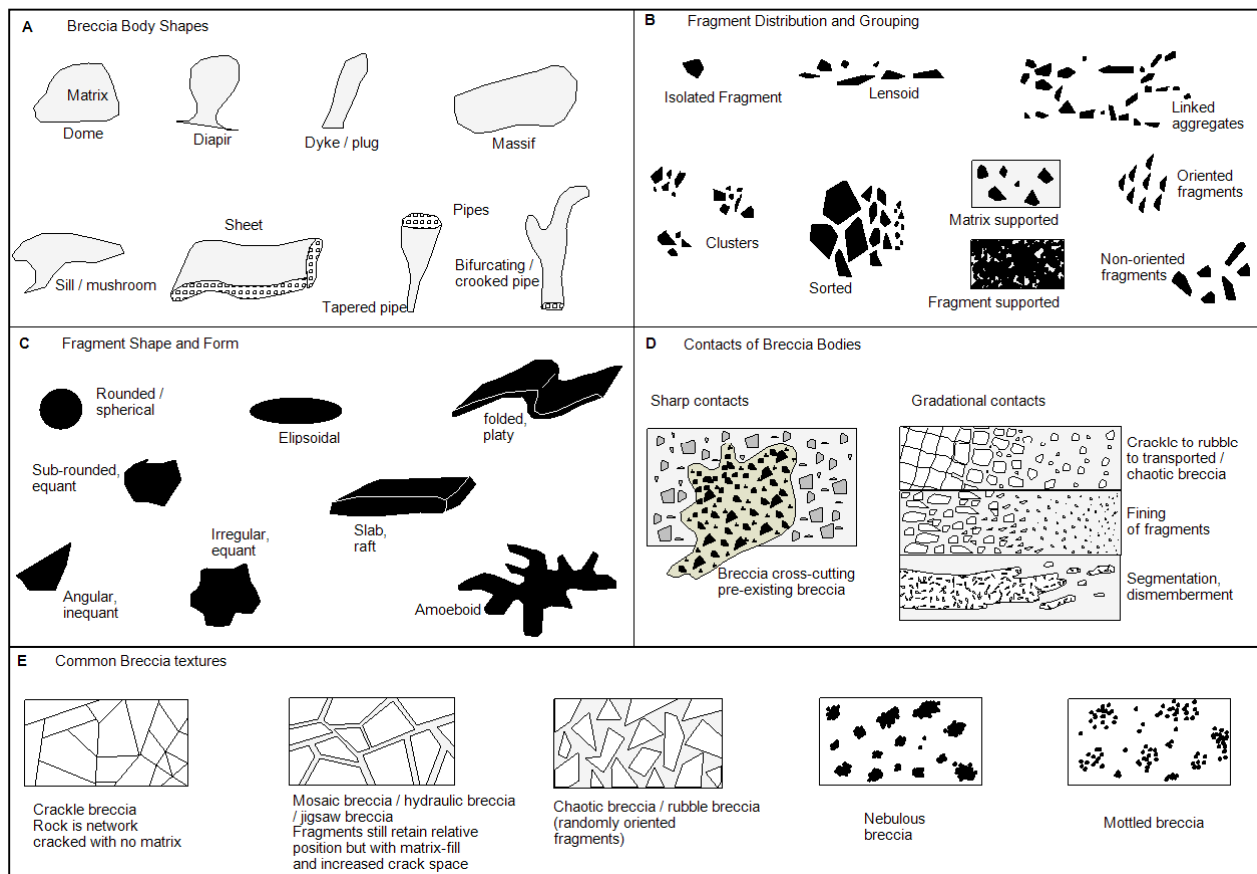 A Breccia Body Shapes
Matrix
Dome
Diapir
Dyke / plug
Massif
Sill / mushroom
Sheet
Pipes
Tapered pipe
Bifurcating /
crooked pipe
B Fragment Distribution and Grouping
Isolated Fragment
Lensoid
Linked
aggregates
Clusters
Sorted
Matrix supported
Fragment supported
Oriented
fragments
Non-oriented
fragments
C Fragment Shape and Form
Rounded /
spherical
Elipsoidal
folded,
platy
Sub-rounded,
equant
Slab,
raft
Irregular,
equant
Angular,
inequant
Amoeboid
D Contacts of Breccia Bodies
Sharp contacts
Breccia cross-cutting
pre-existing breccia
Gradational contacts
Crackle to rubble
to transported /
chaotic breccia
Fining
of fragments
Segmentation,
dismemberment
E Common Breccia textures
Crackle breccia
Rock is network
cracked with no matrix
Mosaic breccia / hydraulic breccia
/ jigsaw breccia
Fragments still retain relative
position but with matrix-fill
and increased crack space
Chaotic breccia / rubble breccia
(randomly oriented
fragments)
Nebulous
breccia
Mottled breccia